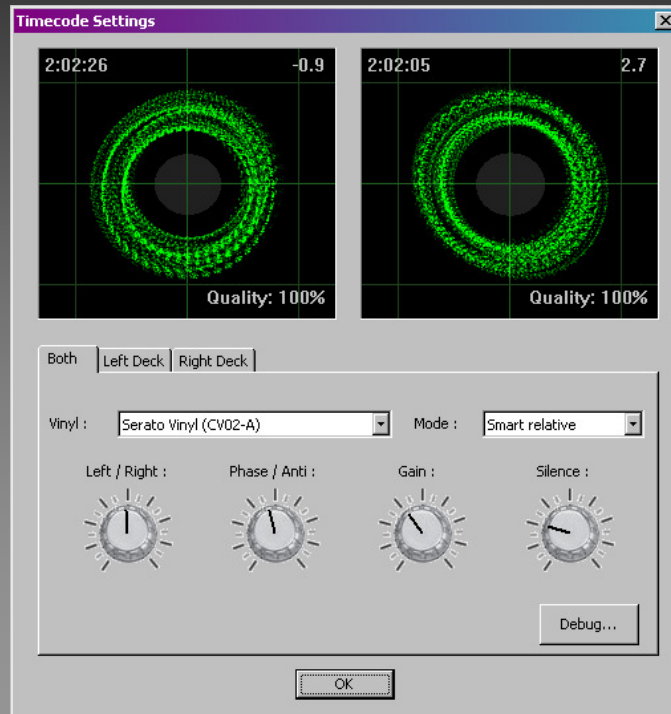 Timecode Settings
2:02:26 -0.9
Quality: 100%
2:02:05 2.7
Quality: 100%
Both Left Deck Right Deck
Vinyl : Serato Vinyl (CV02-A) Mode : Smart relative
Left / Right : Phase / Anti : Gain : Silence :
Debug...
OK